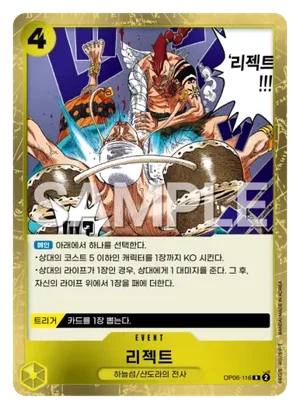 4
'리젝트
!!!
SAMPLE
메인 아래에서 하나를 선택한다.
•상대의 코스트 5 이하인 캐릭터를 1장까지 KO 시킨다.
•상대의 라이프가 1장인 경우, 상대에게 1 대미지를 준다. 그 후,
자신의 라이프 위에서 1장을 패에 더한다.
트리거 카드를 1장 뽑는다.
EVENT
리젝트
하늘섬/샨도라의 전사
OP06-116 R 2